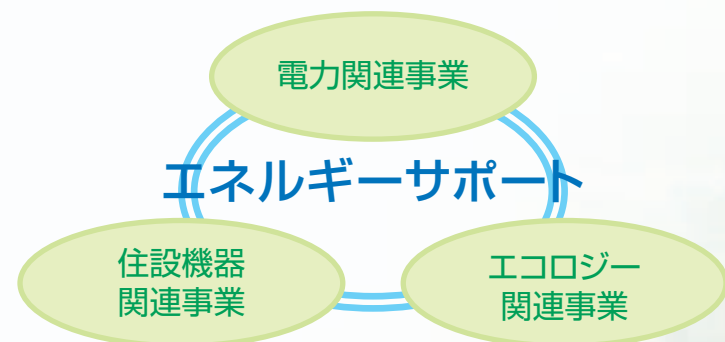 電力関連事業
エネルギーサポート
住設機器
関連事業
エコロジー
関連事業